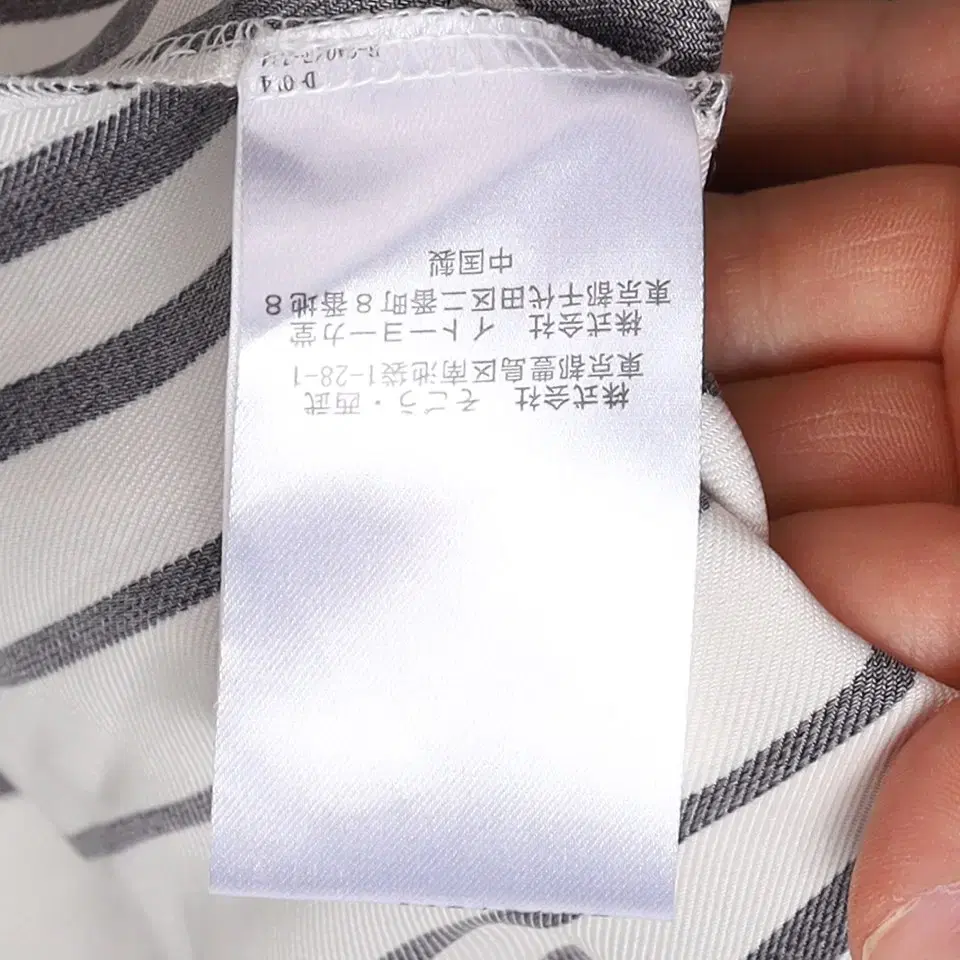 株式会社　そごう・西武
東京都豊島区南池袋1-28-1
株式会社　イトーヨーカ堂
東京都千代田区二番町8番地8
中国製